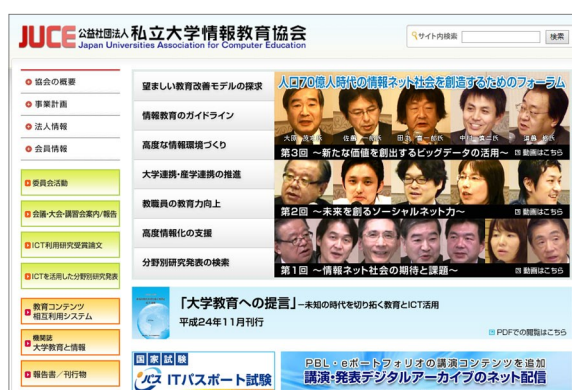 JUCE 公益社団法人 私立大学情報教育協会
Japan Universities Association for Computer Education
サイト内検索
検索
協会の概要
事業計画
法人情報
会員情報
委員会活動
会議・大会・講習会案内/報告
ICT利用研究受賞論文
ICTを活用した分野別研究発表
教育コンテンツ
相互利用システム
機関誌
大学教育と情報
報告書/刊行物
望ましい教育改善モデルの探求
情報教育のガイドライン
高度な情報環境づくり
大学連携・産学連携の推進
教職員の教育力向上
高度情報化の支援
分野別研究発表の検索
人口70億人時代の情報ネット社会を創造するためのフォーラム
第3回 ～新たな価値を創出するビッグデータの活用～ 動画はこちら
第2回 ～未来を創るソーシャルネット力～ 動画はこちら
第1回 ～情報ネット社会の期待と課題～ 動画はこちら
「大学教育への提言」－未知の時代を切り拓く教育とICT活用
平成24年11月刊行
PDFでの閲覧はこちら
国家試験
iパス ITパスポート試験
PBL・eポートフォリオの講演コンテンツを追加
講演・発表デジタルアーカイブのネット配信